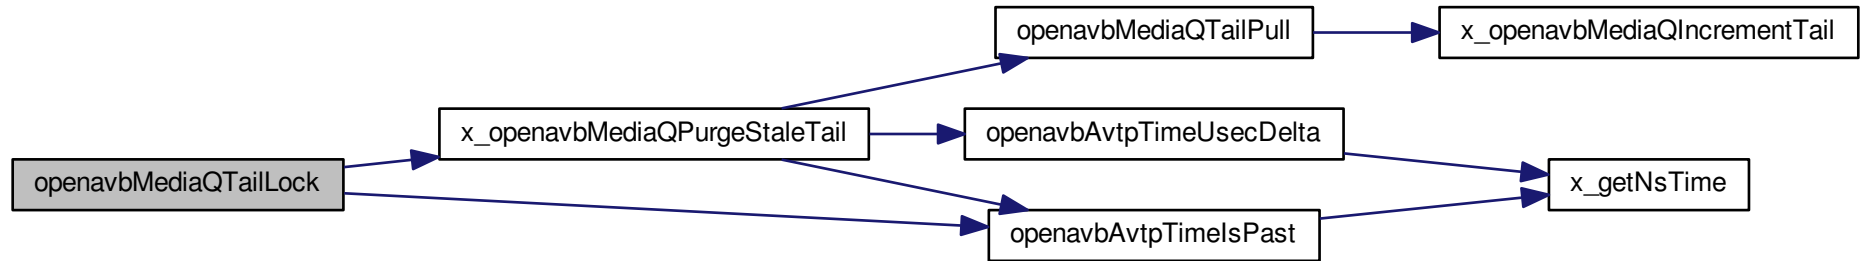 openavbMediaQTailPull
x_openavbMediaQIncrementTail
x_openavbMediaQPurgeStaleTail
openavbAvtpTimeUsecDelta
openavbMediaQTailLock
x_getNsTime
openavbAvtpTimeIsPast